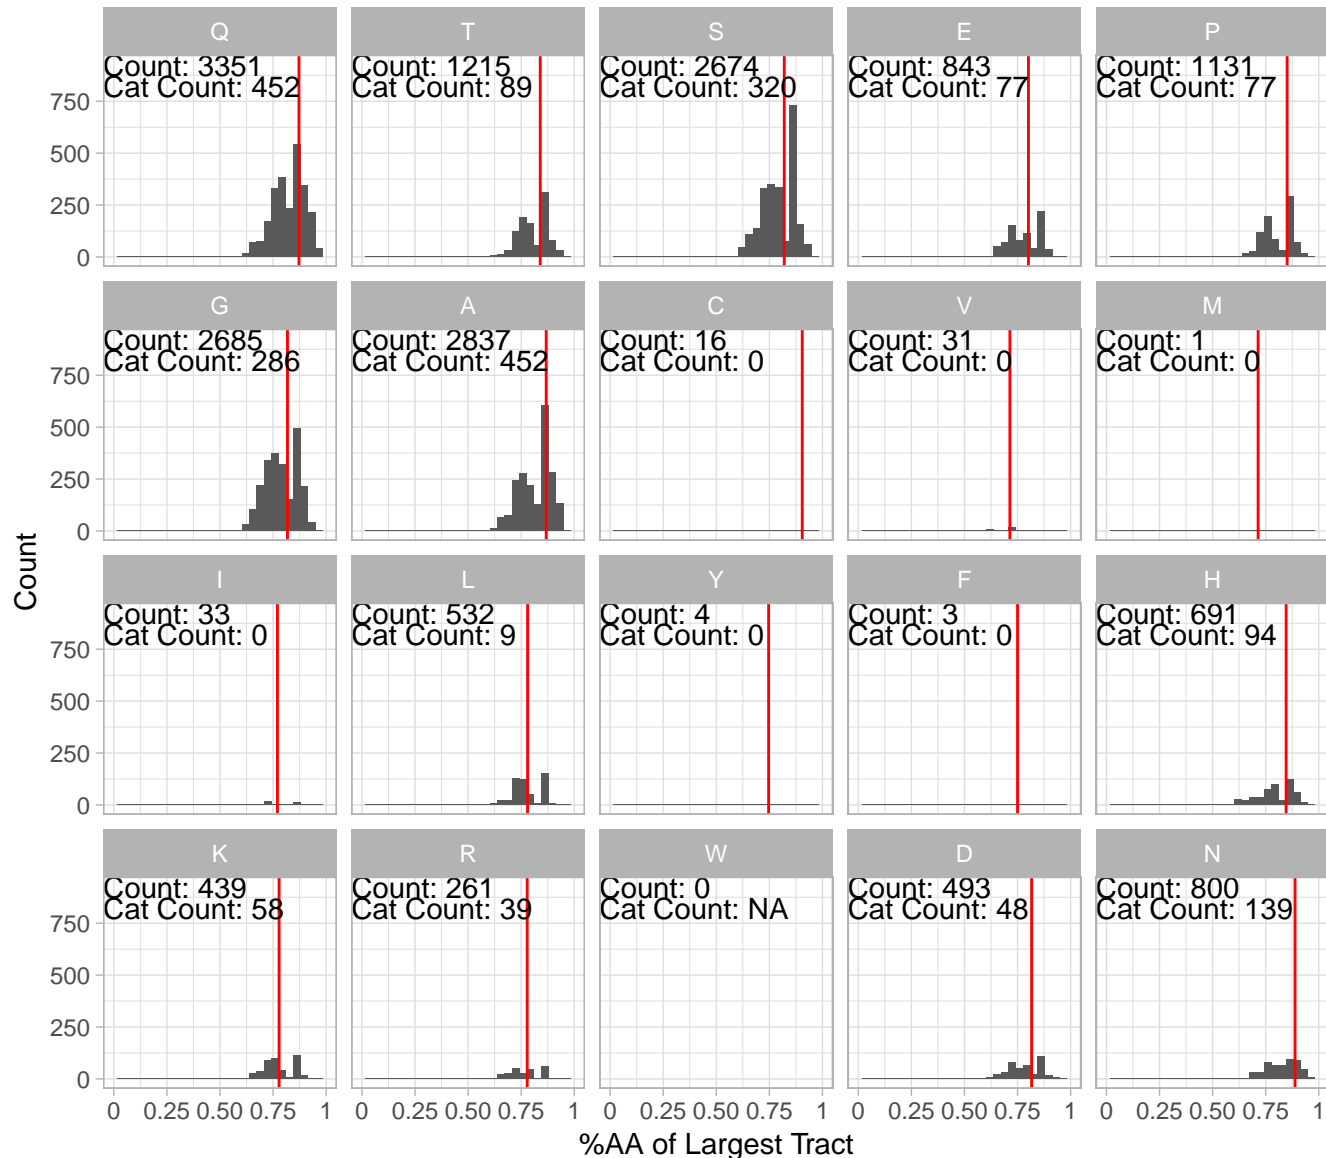 Q T S E P
Count: 3351 Count: 1215 Count: 2674 Count: 843 Count: 1131
Cat Count: 452 Cat Count: 89 Cat Count: 320 Cat Count: 77 Cat Count: 77
750
500
250
0
G A C V M
Count: 2685 Count: 2837 Count: 16 Count: 31 Count: 1
Cat Count: 286 Cat Count: 452 Cat Count: 0 Cat Count: 0 Cat Count: 0
750
500
250
0
Count
I L Y F H
Count: 33 Count: 532 Count: 4 Count: 3 Count: 691
Cat Count: 0 Cat Count: 9 Cat Count: 0 Cat Count: 0 Cat Count: 94
750
500
250
0
K R W D N
Count: 439 Count: 261 Count: 0 Count: 493 Count: 800
Cat Count: 58 Cat Count: 39 Cat Count: NA Cat Count: 48 Cat Count: 139
750
500
250
0
0 0.25 0.50 0.75 1 0 0.25 0.50 0.75 1 0 0.25 0.50 0.75 1 0 0.25 0.50 0.75 1 0 0.25 0.50 0.75 1
%AA of Largest Tract